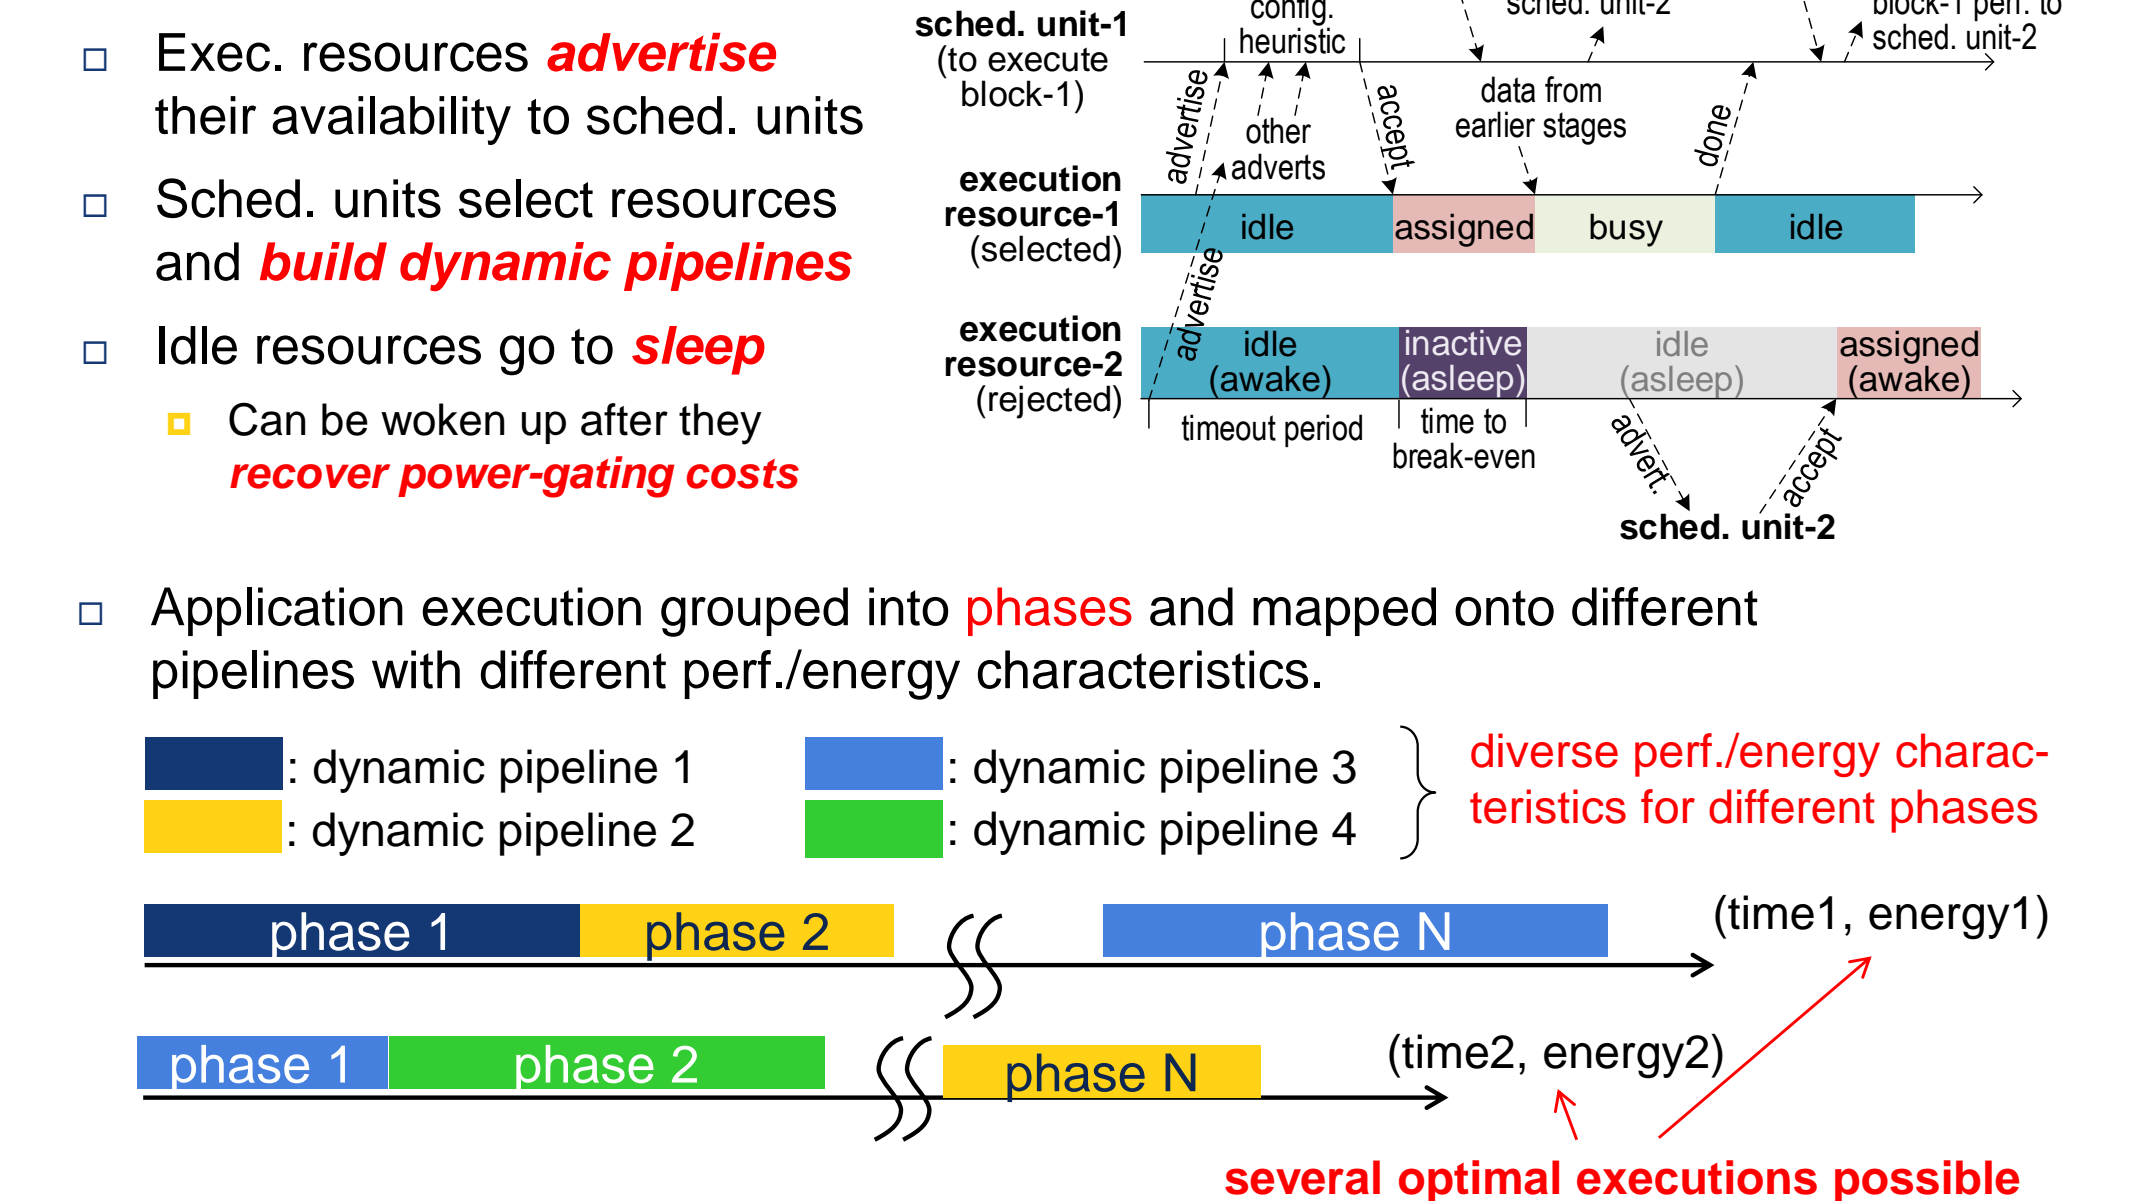 Exec. resources advertise
their availability to sched. units
Sched. units select resources
and build dynamic pipelines
Idle resources go to sleep
Can be woken up after they
recover power-gating costs
sched. unit-1
(to execute
block-1)
config.
heuristic
sched. unit-2
block-1 perf. to
sched. unit-2
advertise
other
adverts
accept
data from
earlier stages
done
execution
resource-1
(selected)
idle
assigned
busy
idle
advertise
execution
resource-2
(rejected)
idle
(awake)
inactive
(asleep)
idle
(asleep)
assigned
(awake)
timeout period
time to
break-even
advert.
accept
sched. unit-2
Application execution grouped into phases and mapped onto different
pipelines with different perf./energy characteristics.
: dynamic pipeline 1
: dynamic pipeline 3
: dynamic pipeline 2
: dynamic pipeline 4
diverse perf./energy charac-
teristics for different phases
phase 1
phase 2
phase N
(time1, energy1)
phase 1
phase 2
phase N
(time2, energy2)
several optimal executions possible